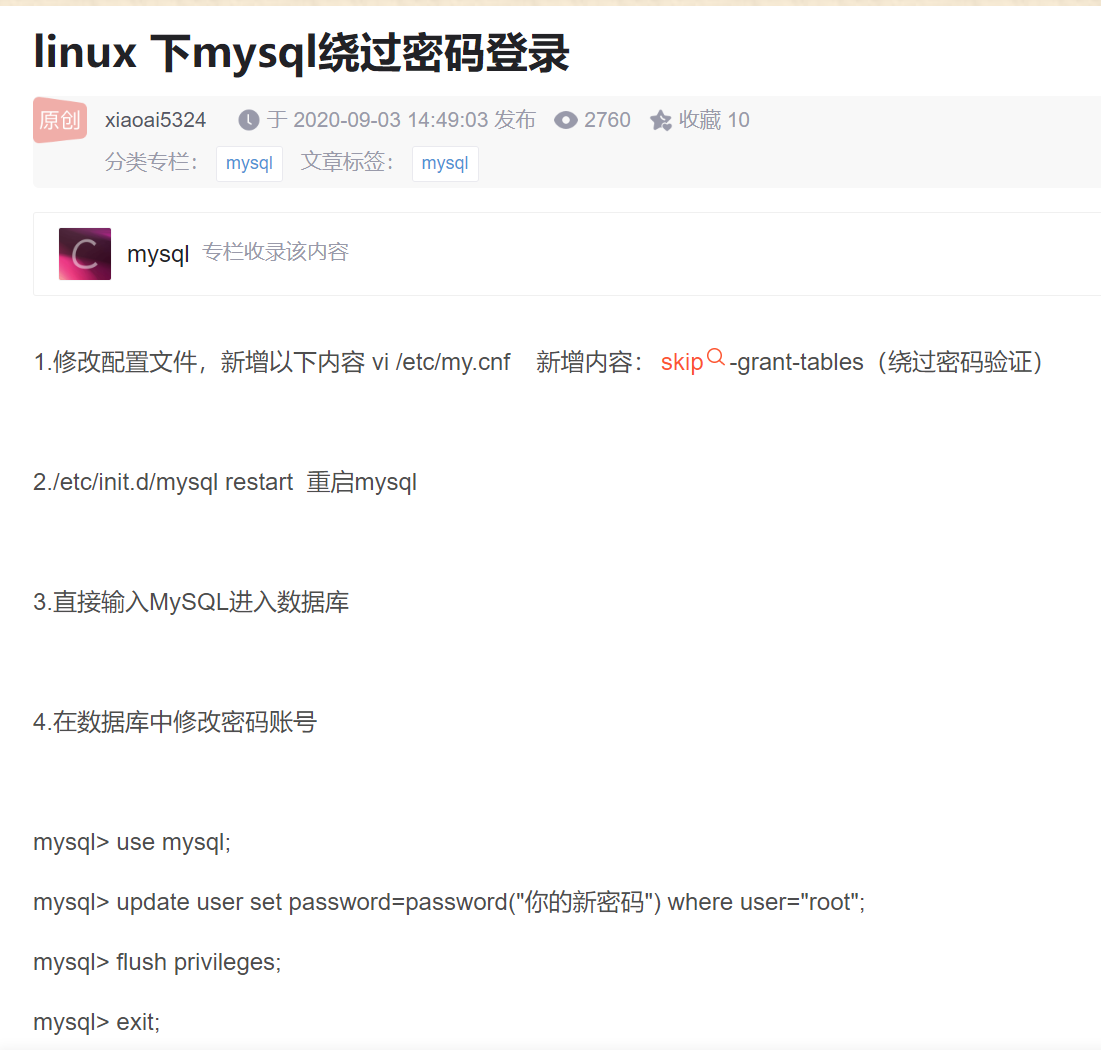 linux 下mysql绕过密码登录
原创 xiaoai5324 于 2020-09-03 14:49:03 发布 2760 收藏 10
分类专栏： mysql 文章标签： mysql
C mysql 专栏收录该内容
1.修改配置文件，新增以下内容 vi /etc/my.cnf 新增内容： skip-grant-tables（绕过密码验证）
2./etc/init.d/mysql restart 重启mysql
3.直接输入MySQL进入数据库
4.在数据库中修改密码账号
mysql> use mysql;
mysql> update user set password=password("你的新密码") where user="root";
mysql> flush privileges;
mysql> exit;